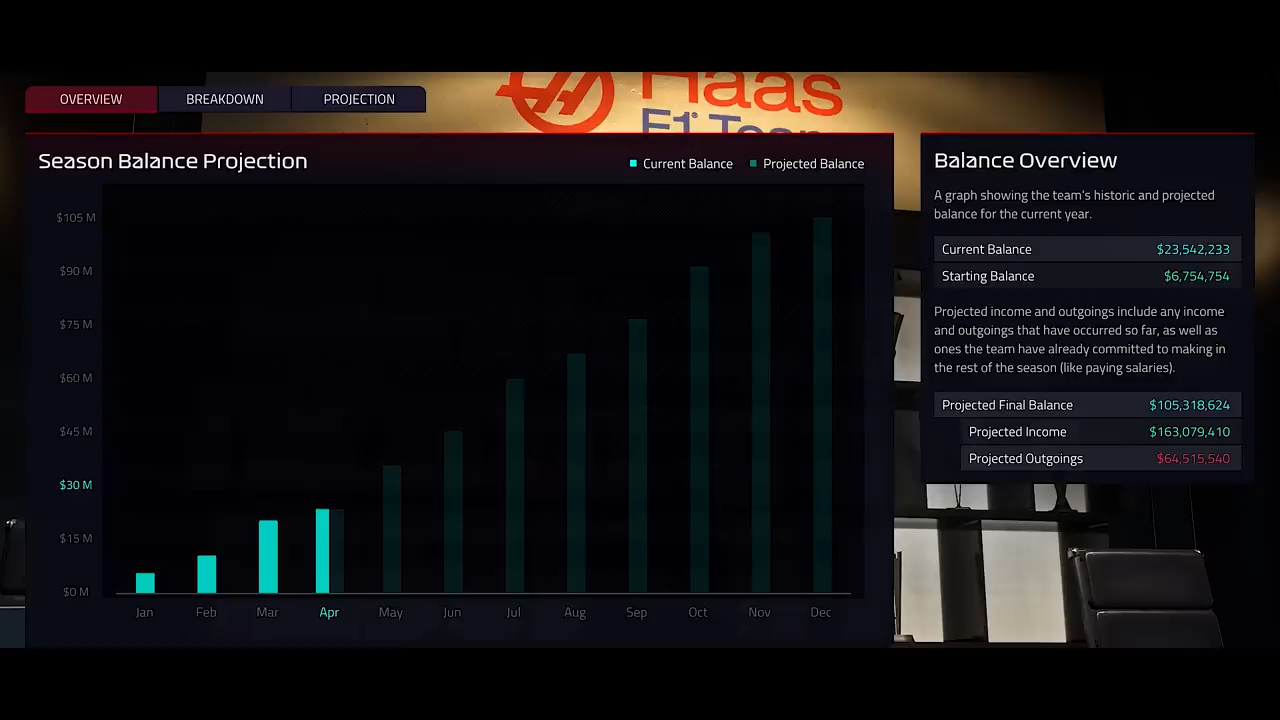 Haas
F1 Team
OVERVIEW
BREAKDOWN
PROJECTION
Season Balance Projection
Current Balance
Projected Balance
$105 M
$90 M
$75 M
$60 M
$45 M
$30 M
$15 M
$0 M
Jan Feb Mar Apr May Jun Jul Aug Sep Oct Nov Dec
Balance Overview
A graph showing the team's historic and projected
balance for the current year.
Current Balance $23,542,233
Starting Balance $6,754,754
Projected income and outgoings include any income
and outgoings that have occurred so far, as well as
ones the team have already committed to making in
the rest of the season (like paying salaries).
Projected Final Balance $105,318,624
Projected Income $163,079,410
Projected Outgoings $64,515,540